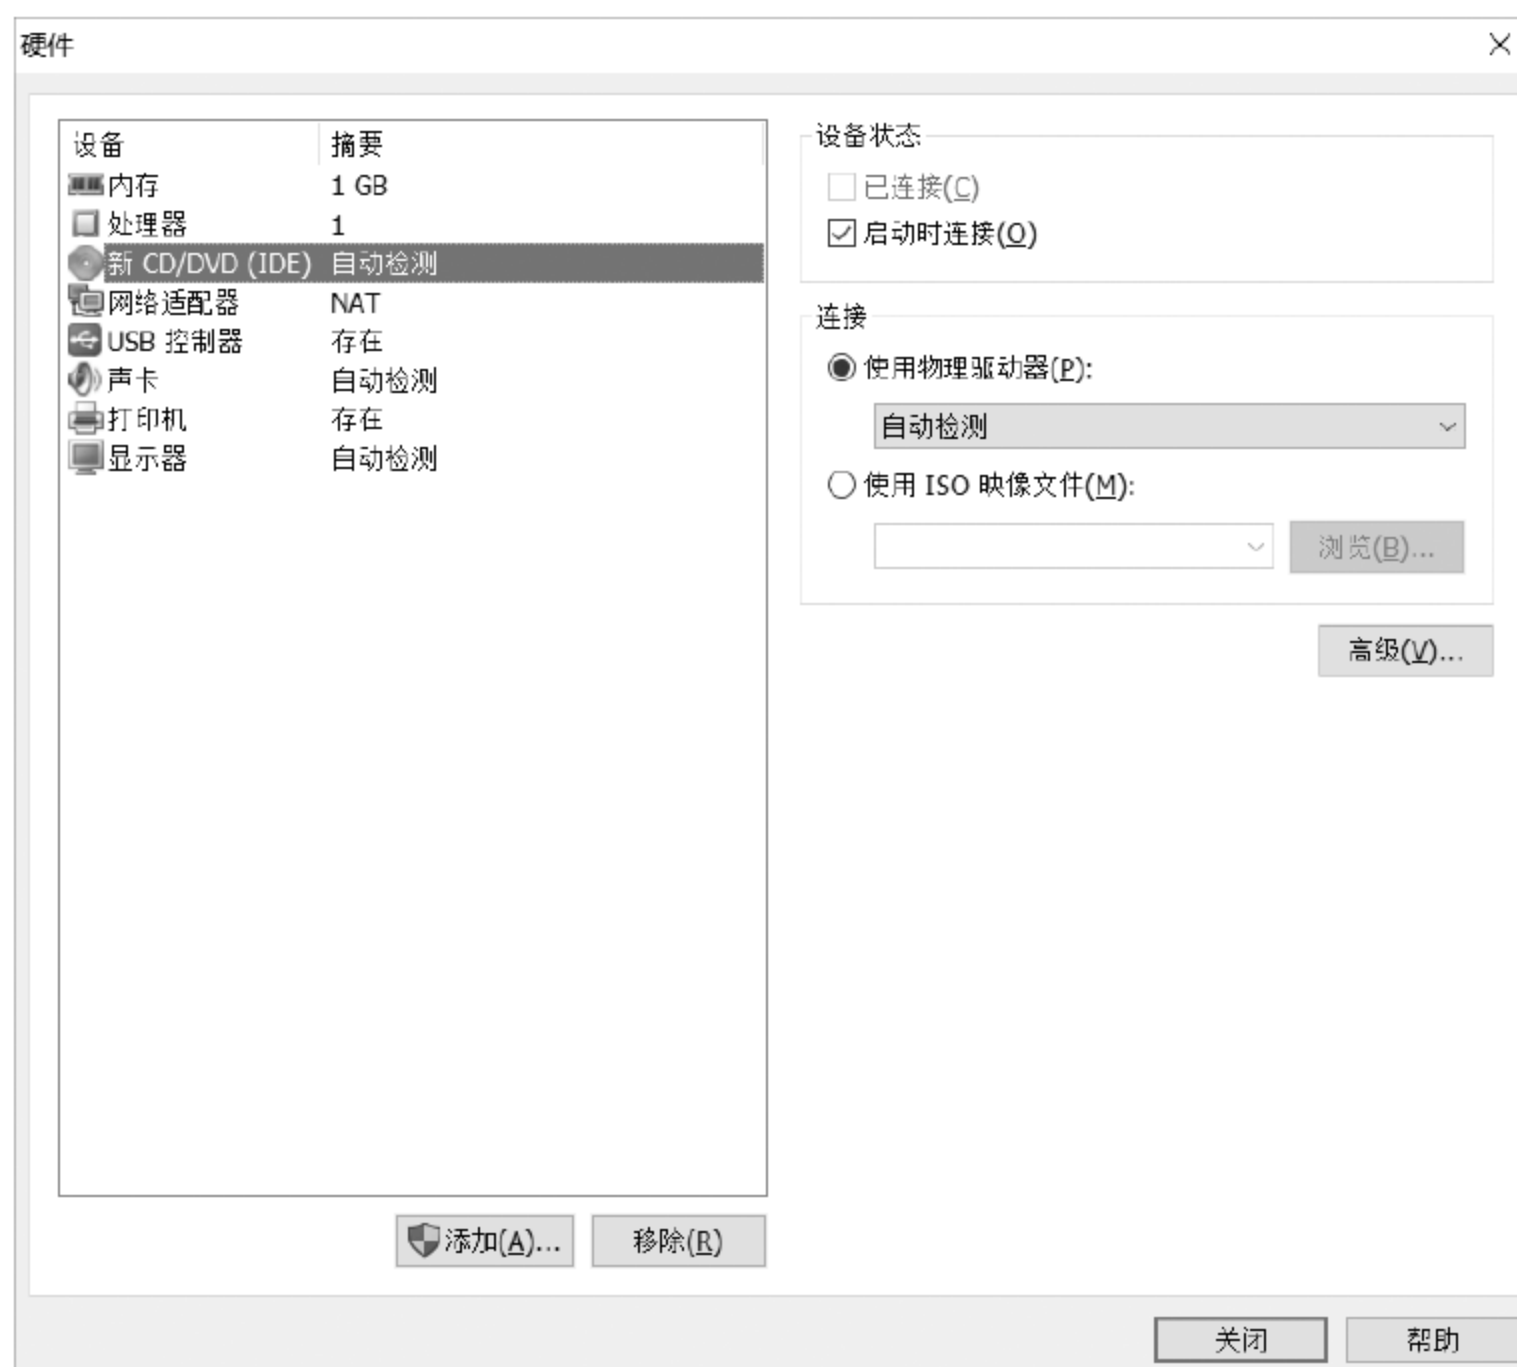 硬件
设备 摘要
内存 1 GB
处理器 1
新 CD/DVD (IDE) 自动检测
网络适配器 NAT
USB 控制器 存在
声卡 自动检测
打印机 存在
显示器 自动检测
添加(A)... 移除(R)
设备状态
已连接(C)
启动时连接(O)
连接
使用物理驱动器(P):
自动检测
使用 ISO 映像文件(M):
浏览(B)...
高级(V)...
关闭 帮助